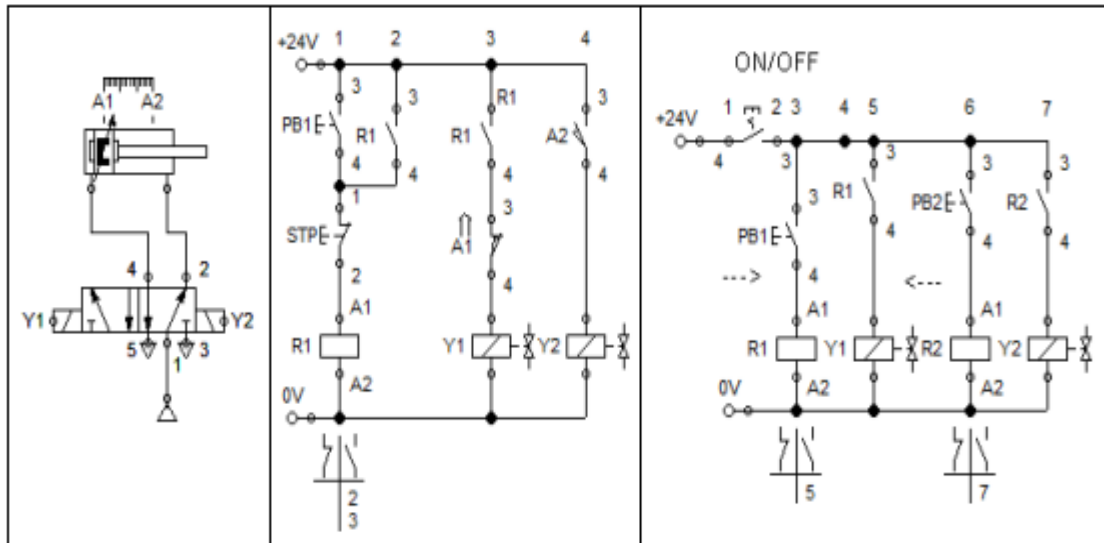 A1 A2
4 2
Y1 Y2
5 1 3
1 2 3 4
+24V
3 3 3
R1
PB1 R1 R1 A2
4 4 4 4
1 3
STP A1
2 4
A1
R1 Y1 Y2
A2
0V
2
3
ON/OFF
1 2 3 4 5 6 7
+24V
4 3 3 3 3
3 R1 PB2 R2
PB1 4 4 4
4
---> <---
A1 A1
R1 Y1 R2 Y2
A2 A2
0V
5 7